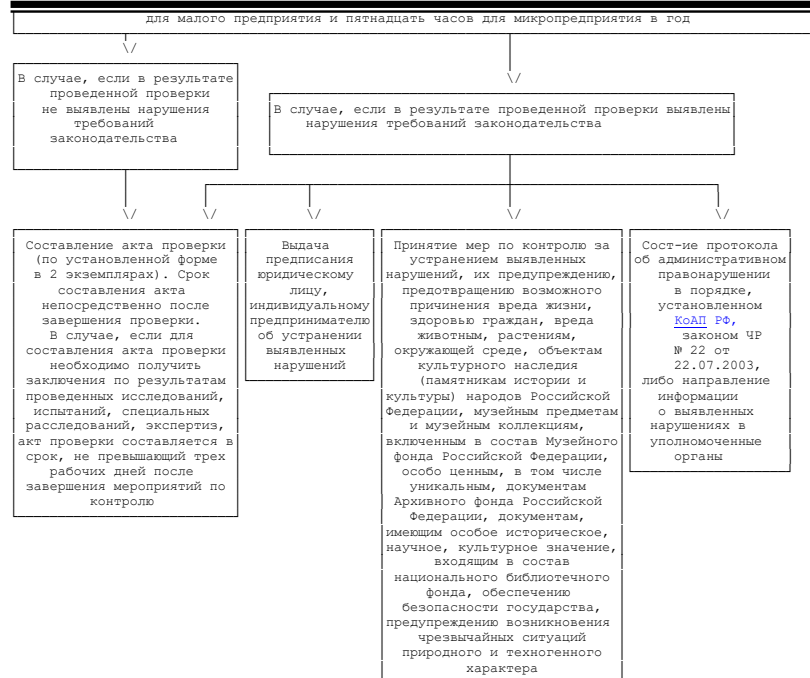 для малого предприятия и пятнадцать часов для микропредприятия в год
\/
\/
В случае, если в результате
проведенной проверки
не выявлены нарушения
требований
законодательства
В случае, если в результате проведенной проверки выявлены
нарушения требований законодательства
\/
\/
\/
\/
\/
Составление акта проверки
(по установленной форме
в 2 экземплярах). Срок
составления акта
непосредственно после
завершения проверки.
В случае, если для
составления акта проверки
необходимо получить
заключения по результатам
проведенных исследований,
испытаний, специальных
расследований, экспертиз,
акт проверки составляется в
срок, не превышающий трех
рабочих дней после
завершения мероприятий по
контролю
Выдача
предписания
юридическому
лицу,
индивидуальному
предпринимателю
об устранении
выявленных
нарушений
Принятие мер по контролю за
устранением выявленных
нарушений, их предупреждению,
предотвращению возможного
причинения вреда жизни,
здоровью граждан, вреда
животным, растениям,
окружающей среде, объектам
культурного наследия
(памятникам истории и
культуры) народов Российской
Федерации, музейным предметам
и музейным коллекциям,
включенным в состав Музейного
фонда Российской Федерации,
особо ценным, в том числе
уникальным, документам
Архивного фонда Российской
Федерации, документам,
имеющим особое историческое,
научное, культурное значение,
входящим в состав
национального библиотечного
фонда, обеспечению
безопасности государства,
предупреждению возникновения
чрезвычайных ситуаций
природного и техногенного
характера
Сост-ие протокола
об административном
правонарушении
в порядке,
установленном
КоАП РФ,
законом ЧР
№ 22 от
22.07.2003,
либо направление
информации
о выявленных
нарушениях в
уполномоченные
органы